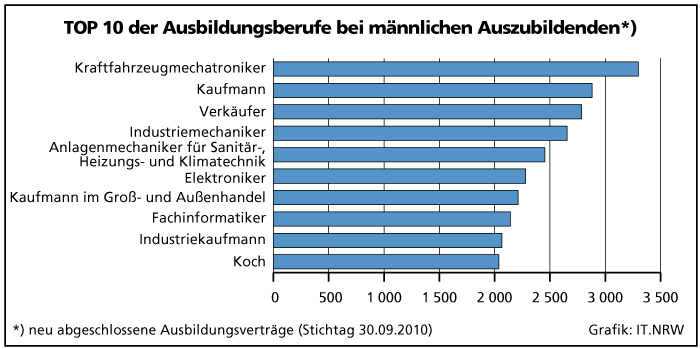 TOP 10 der Ausbildungsberufe bei männlichen Auszubildenden*)
Kraftfahrzeugmechatroniker
Kaufmann
Verkäufer
Industriemechaniker
Anlagenmechaniker für Sanitär-,
Heizungs- und Klimatechnik
Elektroniker
Kaufmann im Groß- und Außenhandel
Fachinformatiker
Industriekaufmann
Koch
0 500 1 000 1 500 2 000 2 500 3 000 3 500
*) neu abgeschlossene Ausbildungsverträge (Stichtag 30.09.2010) Grafik: IT.NRW